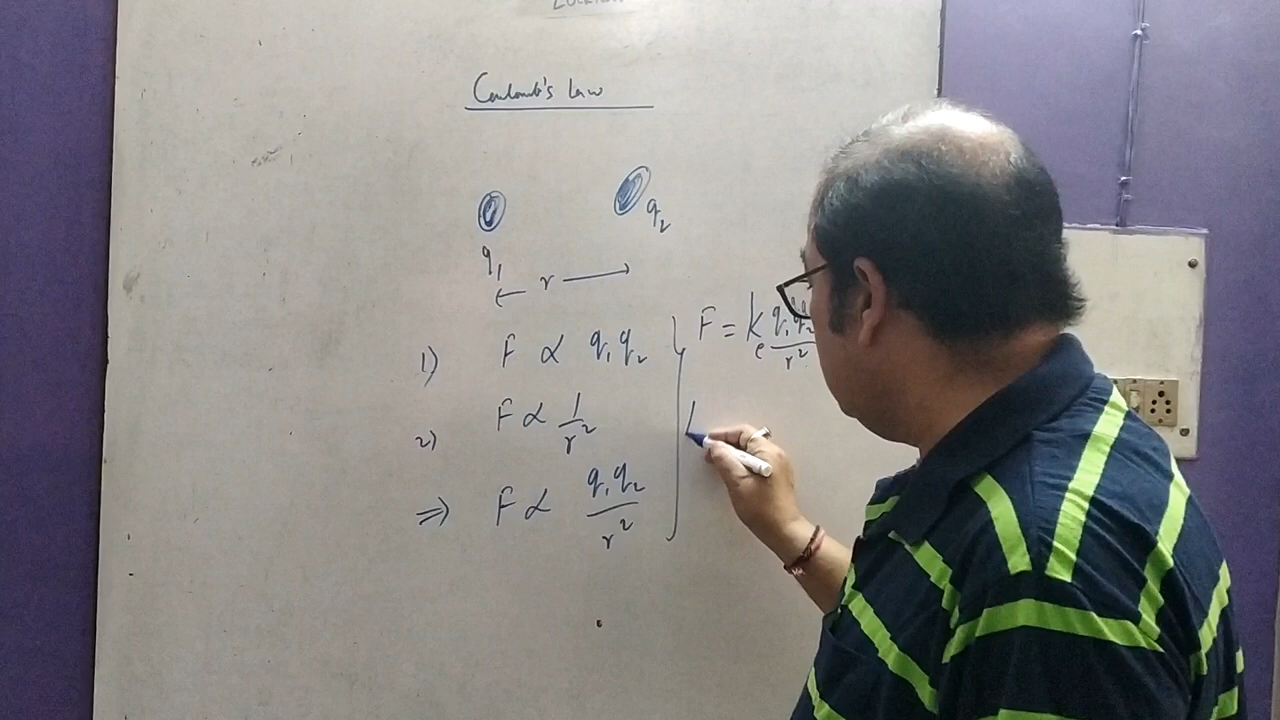 Coulomb's Law
q₂
q₁
r
1) F ∝ q₁q₂
2) F ∝ 1/r²
⇒) F ∝ q₁q₂/r²
F = kₑ q₁q₂/r²